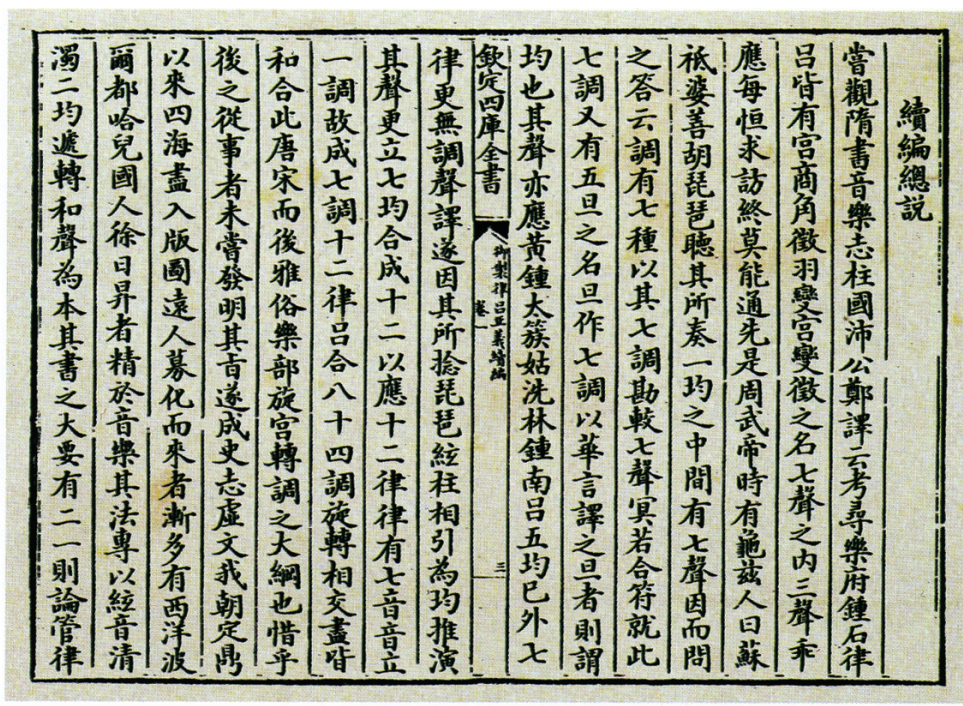 續編總説
嘗觀隋書音樂志柱國沛公鄭譯云考尋樂府鍾石律
吕皆有宫商角徵羽變宫變徵之名七聲之内三聲乖
應每恒求訪終莫能通先是周武帝時有龜兹人曰蘇
祗婆善胡琵琶聽其所奏一均之中間有七聲因而問
之答云調有七種以其七調勘較七聲冥若合符就此
七調又有五旦之名旦作七調以華言譯之旦者則謂
均也其聲亦應黄鍾太簇姑洗林鍾南吕五均已外七
欽定四庫全書
御製律吕正義續編
卷一
三
律更無調聲譯遂因其所捻琵琶絃柱相引為均推演
其聲更立七均合成十二以應十二律律有七音音立
一調故成七調十二律吕合八十四調旋轉相交盡皆
和合此唐宋而後雅俗樂部旋宫轉調之大綱也惜乎
後之從事者未嘗發明其旨遂成史志虚文我朝定鼎
以來四海盡入版圖遠人慕化而來者漸多有西洋波
爾都哈兒國人徐日昇者精於音樂其法專以絃音清
濁二均遞轉和聲為本其書之大要有二一則論管律